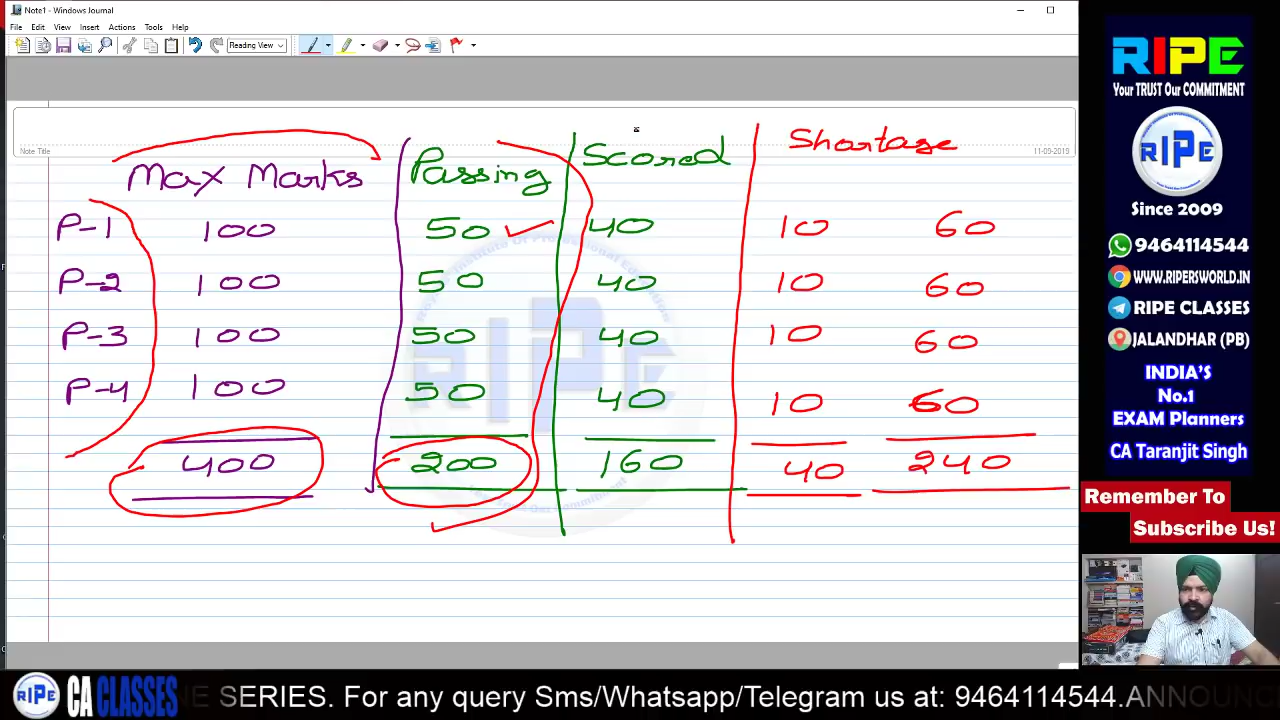 Note1 - Windows Journal
File Edit View Insert Actions Tools Help
Reading View
Note Title
11-09-2019
Max Marks Passing Scored Shortage
P-1 100 50 40 10 60
P-2 100 50 40 10 60
P-3 100 50 40 10 60
P-4 100 50 40 10 60
400 200 160 40 240
RIPE
Your TRUST Our COMMITMENT
RIPE
Since 2009
9464114544
WWW.RIPERSWORLD.IN
RIPE CLASSES
JALANDHAR (PB)
INDIA'S
No.1
EXAM Planners
CA Taranjit Singh
Remember To
Subscribe Us!
RIPE CA CLASSES
E SERIES. For any query Sms/Whatsapp/Telegram us at: 9464114544. ANNOUNC